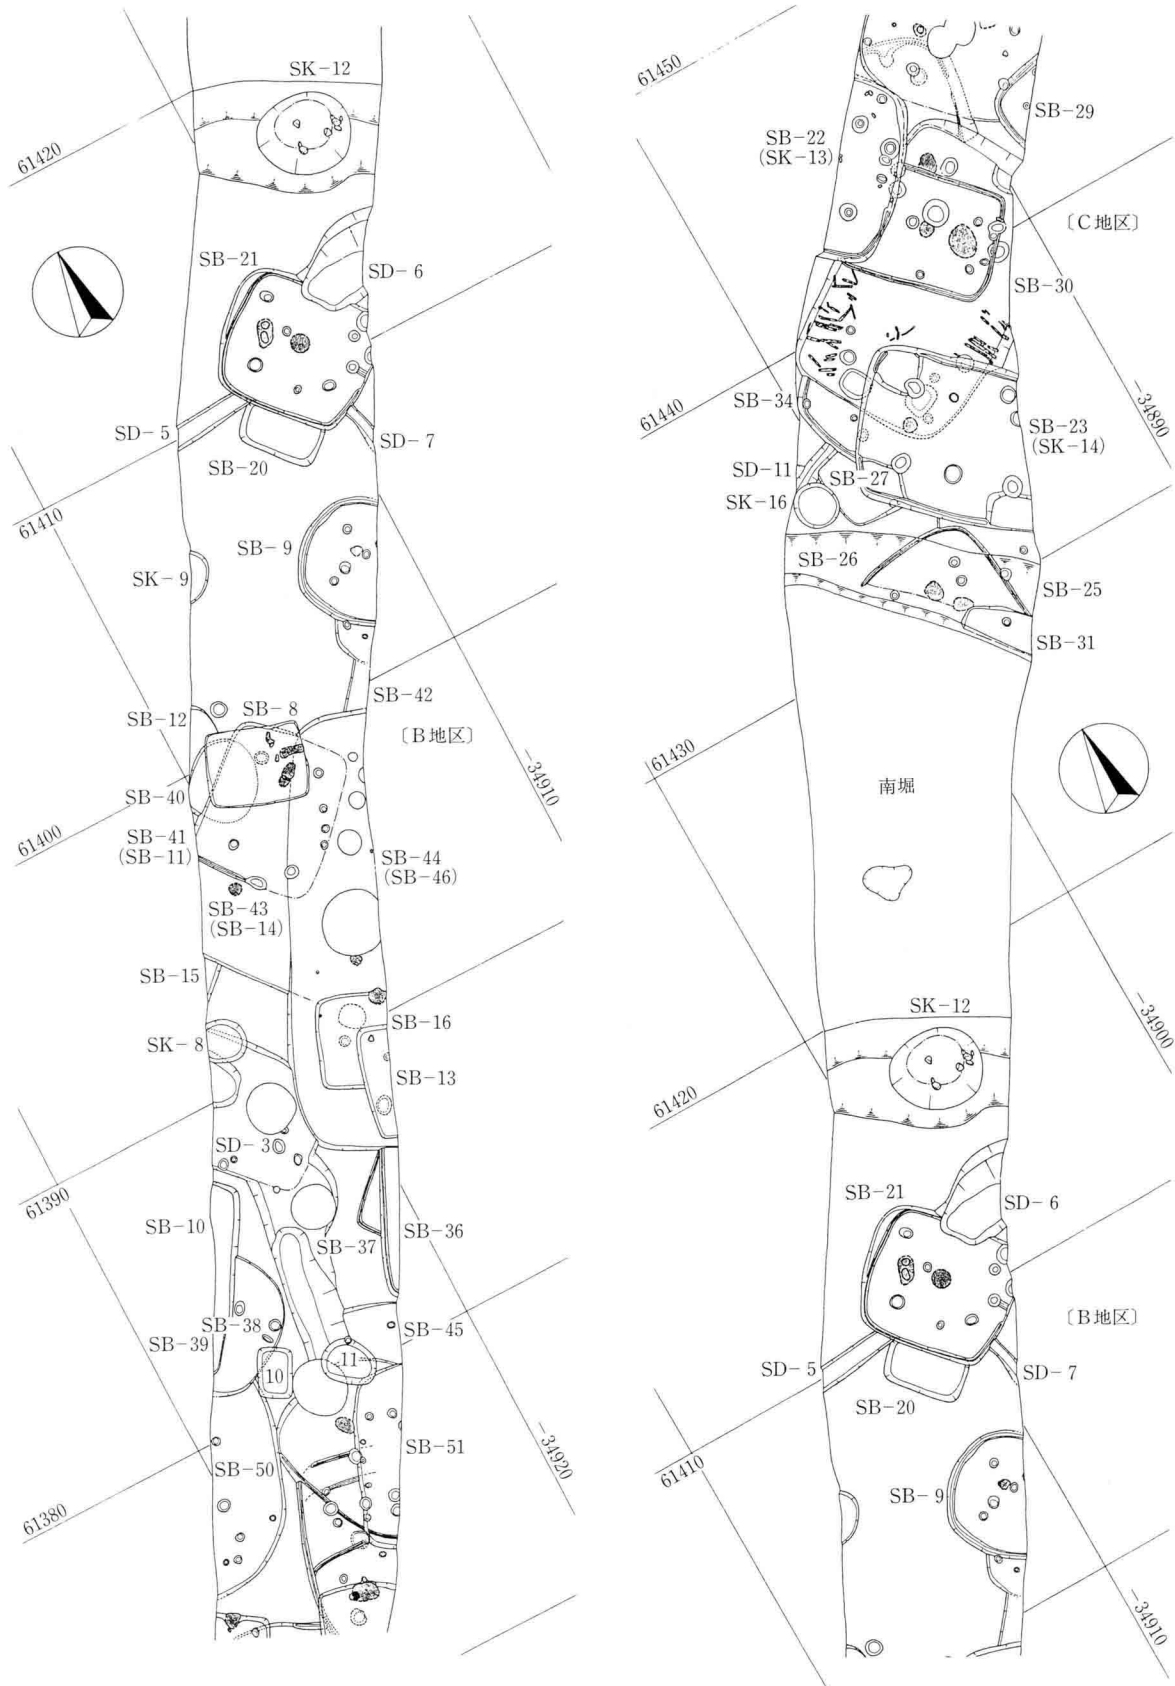 SK-12
61420
SB-21
SD-6
SD-5
SD-7
SB-20
61410
SB-9
SK-9
SB-42
SB-12
SB-8
〔B地区〕
-34910
SB-40
61400
SB-41
(SB-11)
SB-44
(SB-46)
SB-43
(SB-14)
SB-15
SB-16
SK-8
SB-13
SD-3
61390
SB-10
SB-36
SB-37
SB-38
SB-39
SB-45
10
11
SB-51
-34920
SB-50
61380
61450
SB-29
SB-22
(SK-13)
〔C地区〕
SB-30
-34890
SB-34
61440
SB-23
(SK-14)
SD-11
SB-27
SK-16
SB-26
SB-25
SB-31
61430
南堀
-34900
SK-12
61420
SB-21
SD-6
〔B地区〕
SD-5
SD-7
SB-20
61410
SB-9
-34910